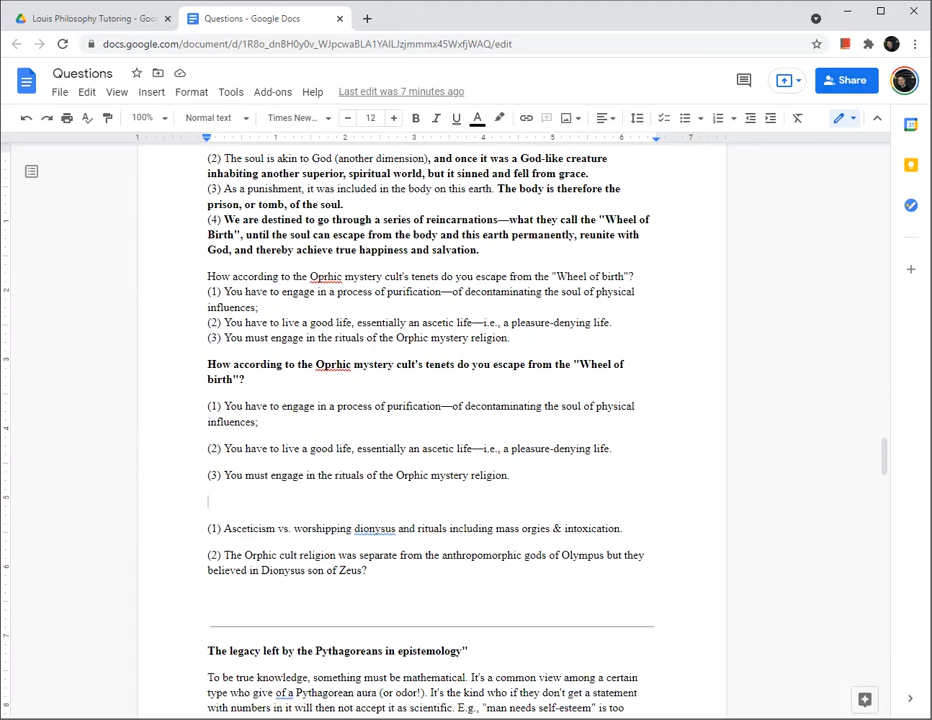 Louis Philosophy Tutoring - Goo
Questions - Google Docs
docs.google.com/document/d/1R8o_dnBH0y0v_WJpcwaBLA1YAILJzjmmmx45WxfjWAQ/edit
Questions
File Edit View Insert Format Tools Add-ons Help Last edit was 7 minutes ago
Share
100% Normal text Times New... 12 B I U A
1 1 2 3 4 5 6 7
(2) The soul is akin to God (another dimension), and once it was a God-like creature
inhabiting another superior, spiritual world, but it sinned and fell from grace.
(3) As a punishment, it was included in the body on this earth. The body is therefore the
prison, or tomb, of the soul.
(4) We are destined to go through a series of reincarnations—what they call the "Wheel of
Birth", until the soul can escape from the body and this earth permanently, reunite with
God, and thereby achieve true happiness and salvation.
How according to the Oprhic mystery cult's tenets do you escape from the "Wheel of birth"?
(1) You have to engage in a process of purification—of decontaminating the soul of physical
influences;
(2) You have to live a good life, essentially an ascetic life—i.e., a pleasure-denying life.
(3) You must engage in the rituals of the Orphic mystery religion.
How according to the Oprhic mystery cult's tenets do you escape from the "Wheel of
birth"?
(1) You have to engage in a process of purification—of decontaminating the soul of physical
influences;
(2) You have to live a good life, essentially an ascetic life—i.e., a pleasure-denying life.
(3) You must engage in the rituals of the Orphic mystery religion.
(1) Asceticism vs. worshipping dionysus and rituals including mass orgies & intoxication.
(2) The Orphic cult religion was separate from the anthropomorphic gods of Olympus but they
believed in Dionysus son of Zeus?
The legacy left by the Pythagoreans in epistemology"
To be true knowledge, something must be mathematical. It's a common view among a certain
type who give of a Pythagorean aura (or odor!). It's the kind who if they don't get a statement
with numbers in it will then not accept it as scientific. E.g., "man needs self-esteem" is too